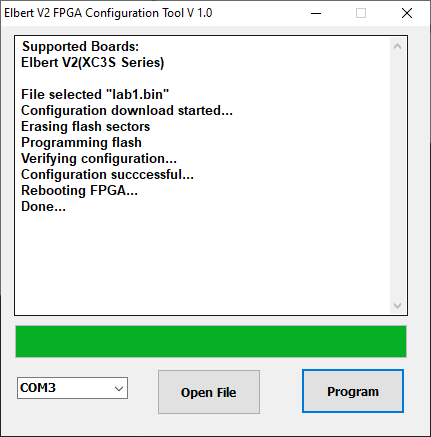 Elbert V2 FPGA Configuration Tool V 1.0
Supported Boards:
Elbert V2(XC3S Series)
File selected "lab1.bin"
Configuration download started...
Erasing flash sectors
Programming flash
Verifying configuration...
Configuration succcessful...
Rebooting FPGA...
Done...
COM3
Open File
Program